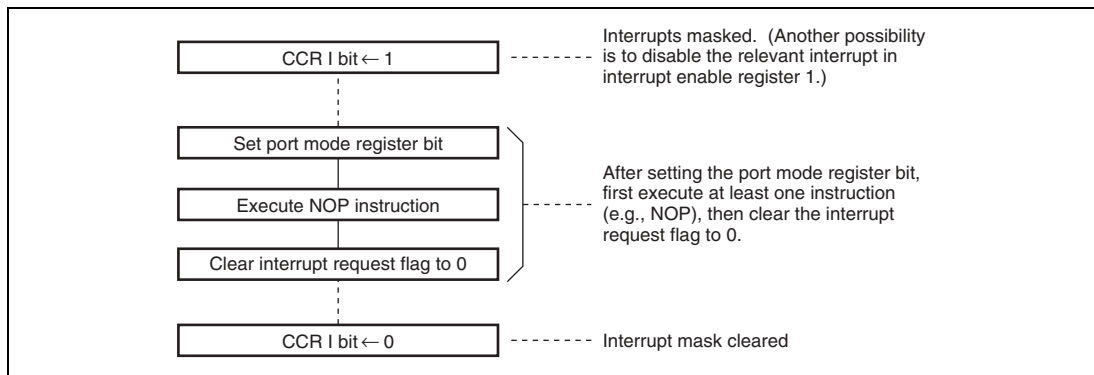 CCR I bit ← 1
Interrupts masked. (Another possibility
is to disable the relevant interrupt in
interrupt enable register 1.)
Set port mode register bit
Execute NOP instruction
Clear interrupt request flag to 0
After setting the port mode register bit,
first execute at least one instruction
(e.g., NOP), then clear the interrupt
request flag to 0.
CCR I bit ← 0
Interrupt mask cleared